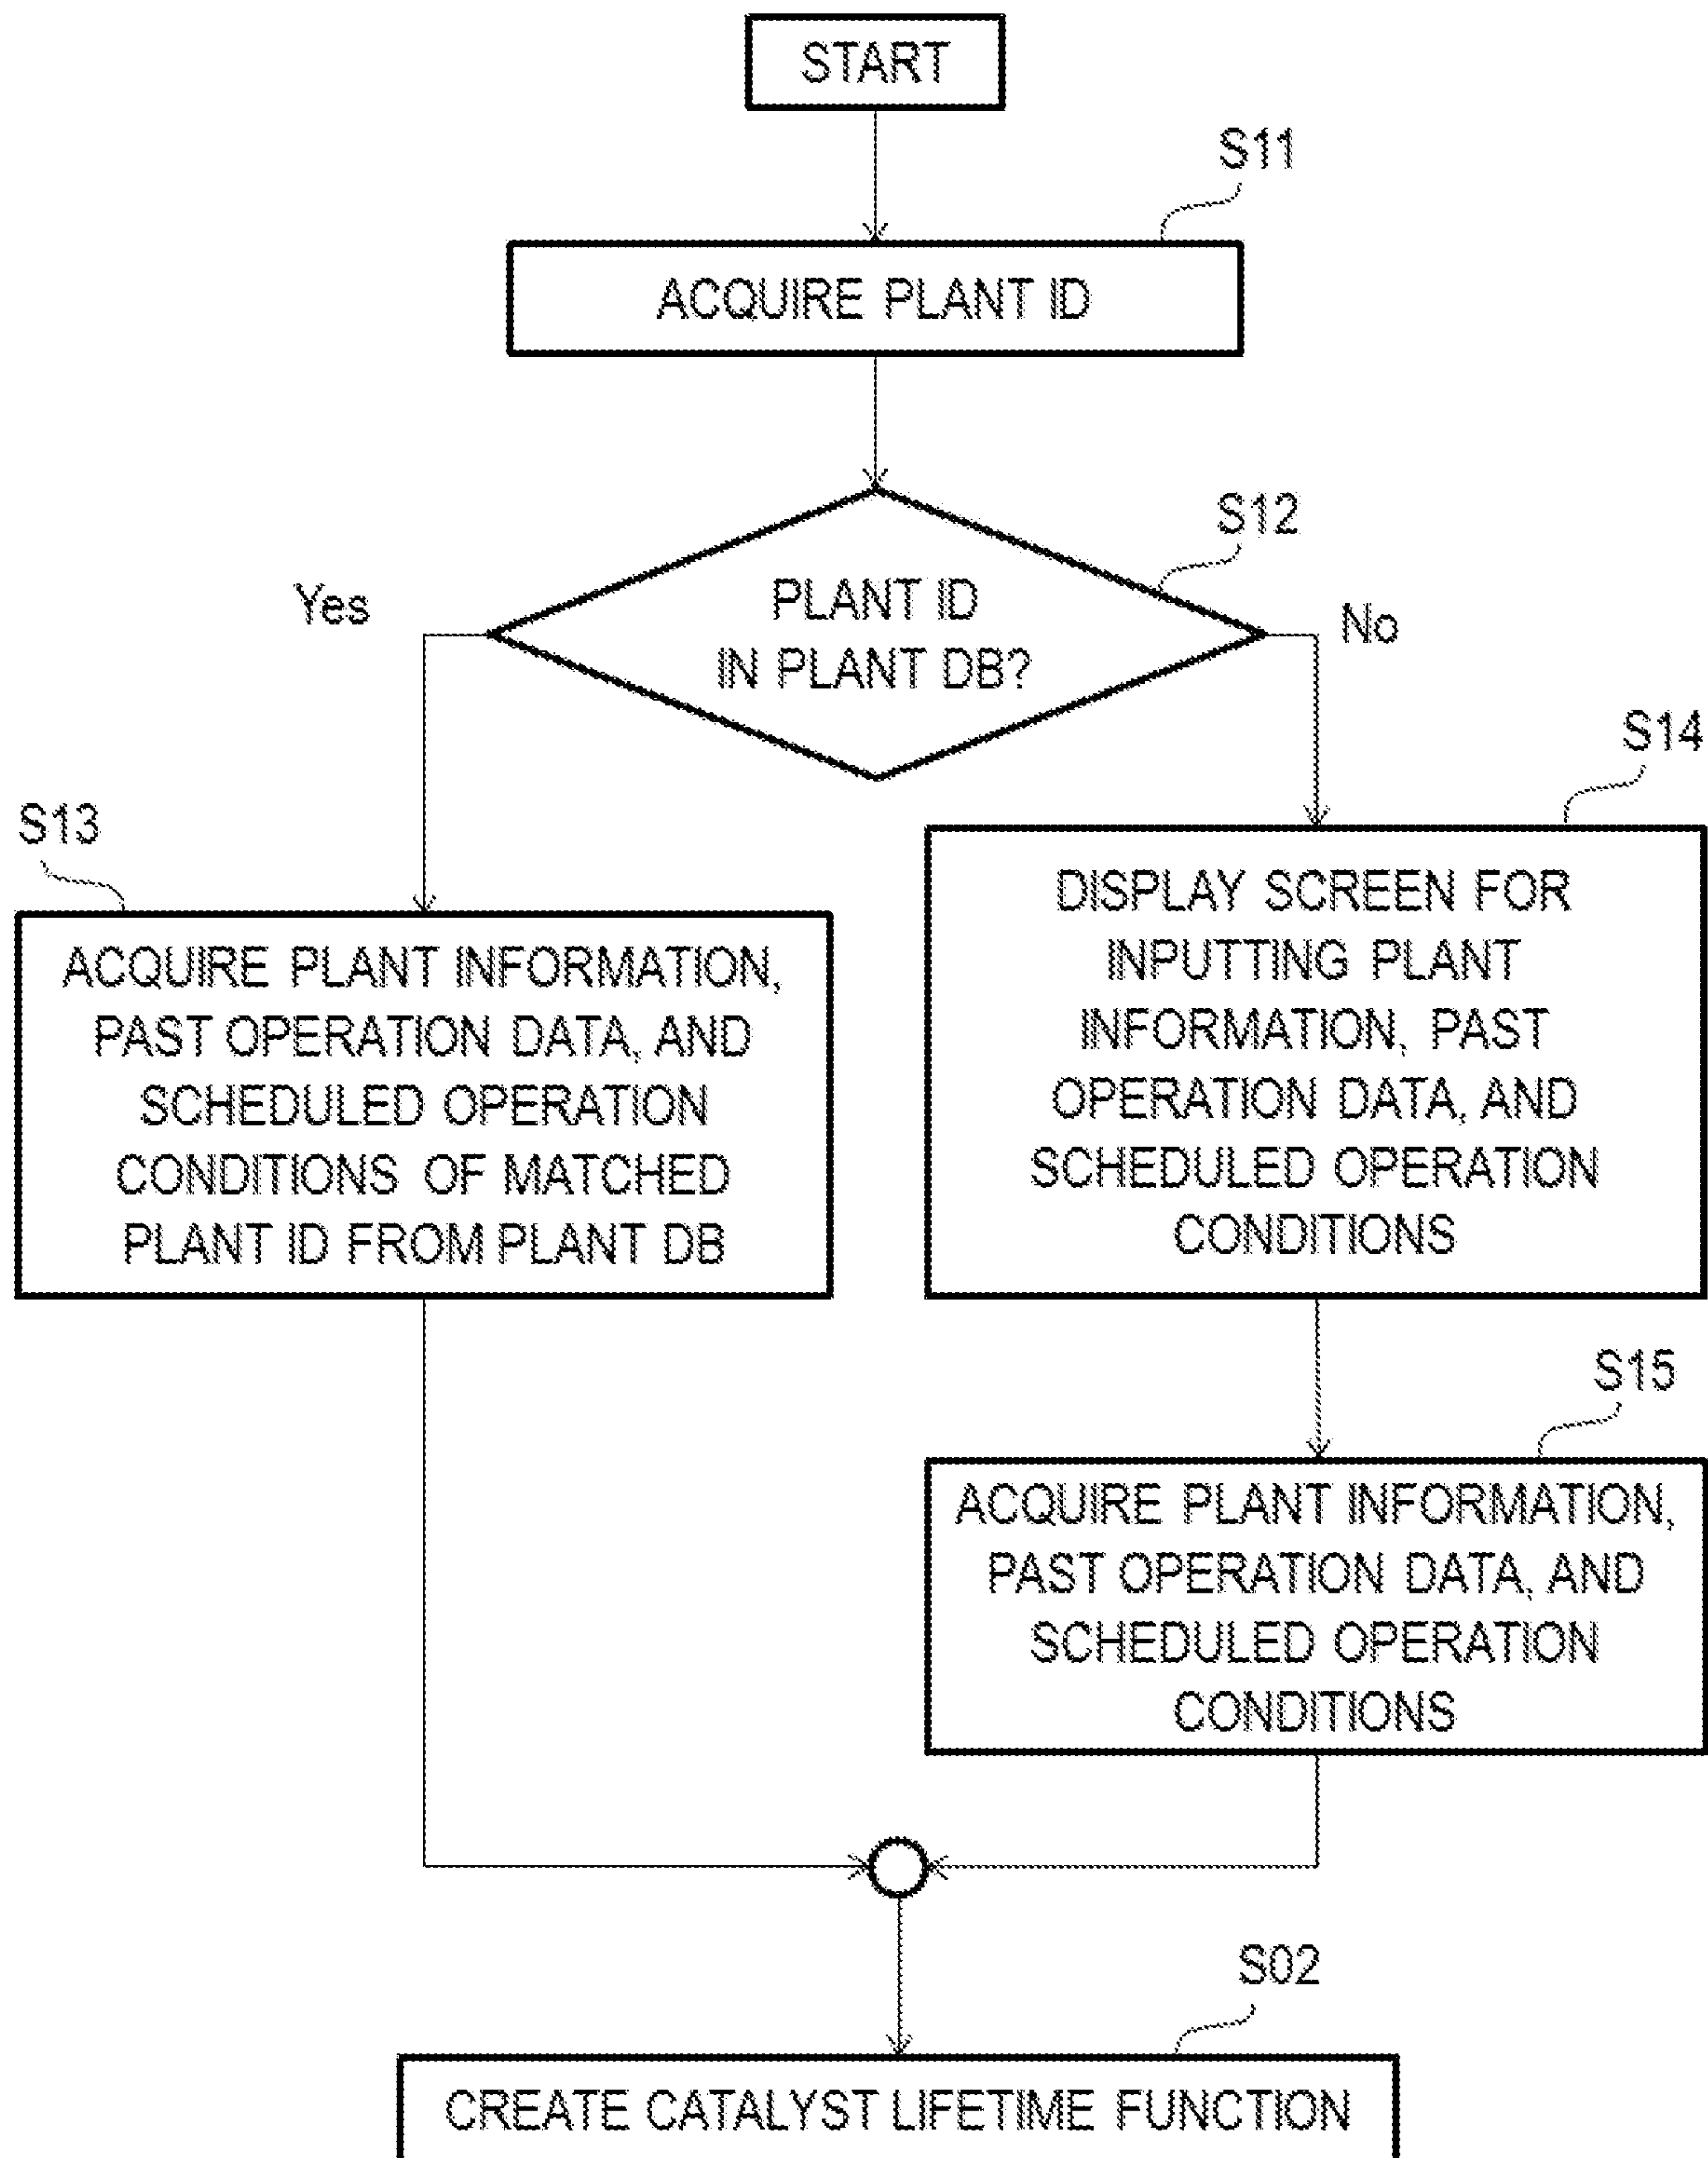 START
S11
ACQUIRE PLANT ID
S12
Yes
PLANT ID
IN PLANT DB?
No
S13
ACQUIRE PLANT INFORMATION,
PAST OPERATION DATA, AND
SCHEDULED OPERATION
CONDITIONS OF MATCHED
PLANT ID FROM PLANT DB
S14
DISPLAY SCREEN FOR
INPUTTING PLANT
INFORMATION, PAST
OPERATION DATA, AND
SCHEDULED OPERATION
CONDITIONS
S15
ACQUIRE PLANT INFORMATION,
PAST OPERATION DATA, AND
SCHEDULED OPERATION
CONDITIONS
S02
CREATE CATALYST LIFETIME FUNCTION